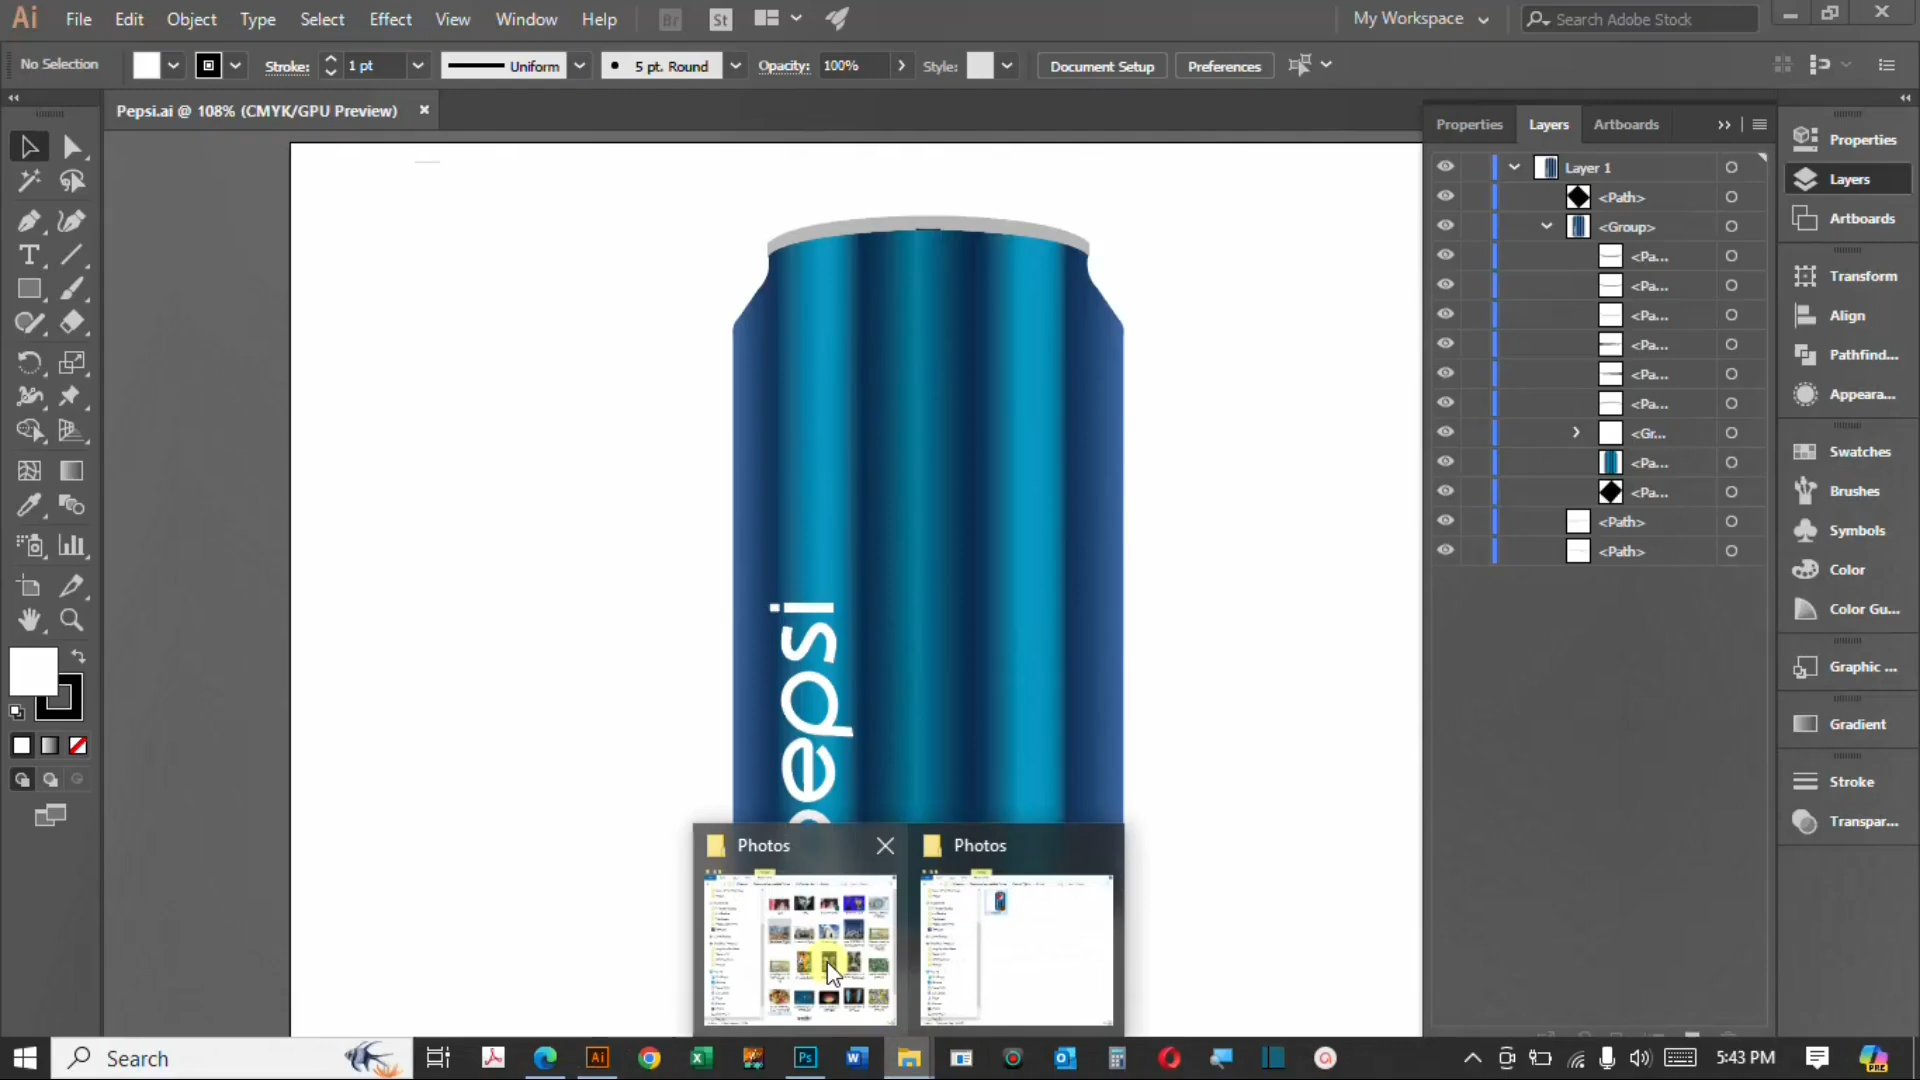 Ai File Edit Object Type Select Effect View Window Help Br St My Workspace Search Adobe Stock
No Selection Stroke: 1 pt Uniform 5 pt. Round Opacity: 100% Style: Document Setup Preferences
Pepsi.ai @ 108% (CMYK/GPU Preview)
Properties Layers Artboards
Layer 1
<Path>
<Group>
<Pa...
<Pa...
<Pa...
<Pa...
<Pa...
<Pa...
<Gr...
<Pa...
<Pa...
<Path>
<Path>
Properties
Layers
Artboards
Transform
Align
Pathfind...
Appeara...
Swatches
Brushes
Symbols
Color
Color Gu...
Graphic ...
Gradient
Stroke
Transpar...
pepsi
Photos
Photos
Search
5:43 PM